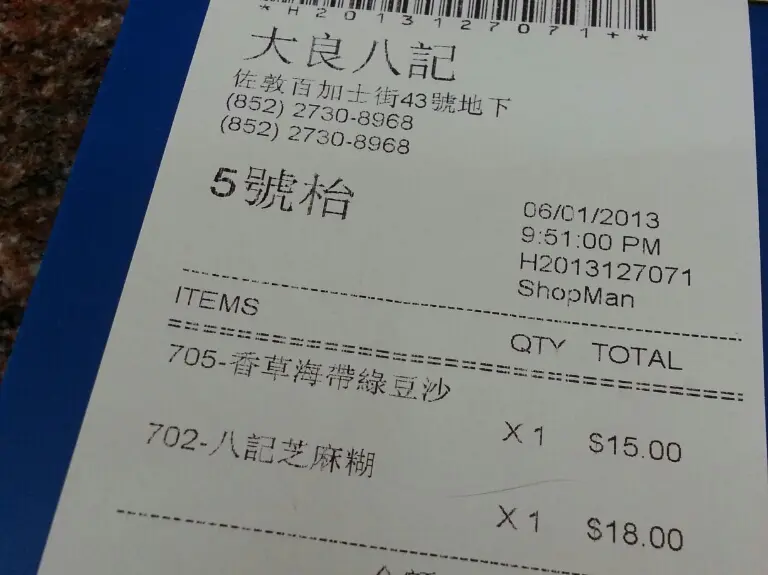 *H2013127071+*
大良八記
佐敦百加士街43號地下
(852) 2730-8968
(852) 2730-8968
5號枱
06/01/2013
9:51:00 PM
H2013127071
ShopMan
ITEMS QTY TOTAL
705-香草海帶綠豆沙
X 1 $15.00
702-八記芝麻糊
X 1 $18.00